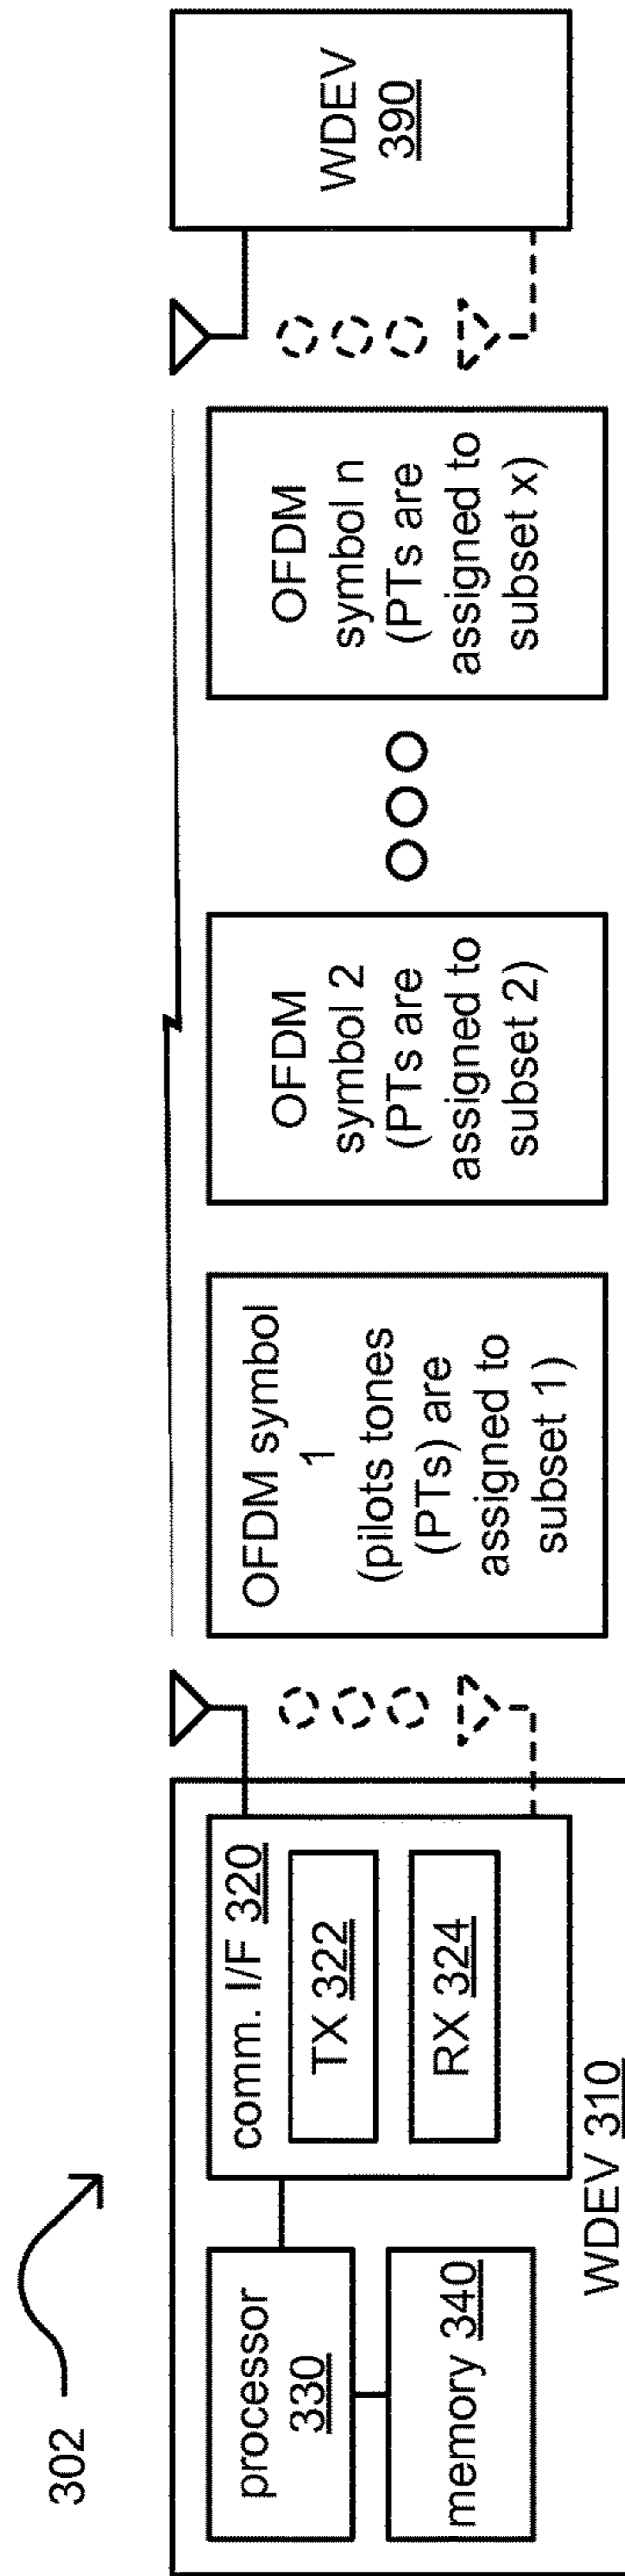 302
processor
330
memory 340
comm. I/F 320
TX 322
RX 324
WDEV 310
OFDM symbol
1
(pilots tones
(PTs) are
assigned to
subset 1)
OFDM
symbol 2
(PTs are
assigned to
subset 2)
OFDM
symbol n
(PTs are
assigned to
subset x)
WDEV
390